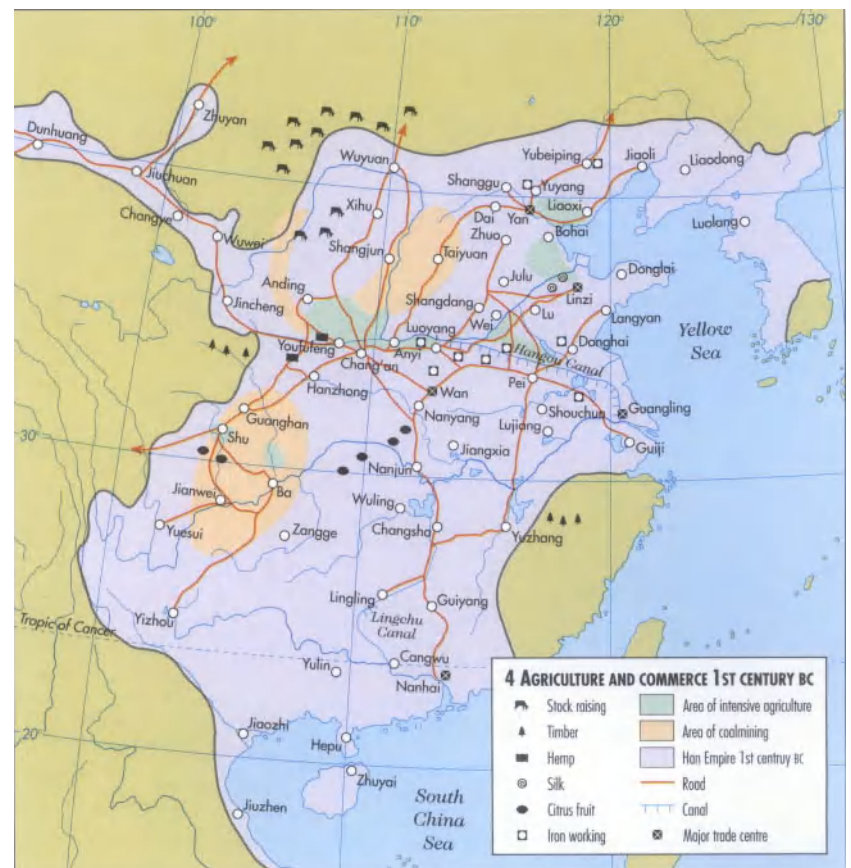 100°
110°
120°
130°
Zhuyan
Dunhuang
Jiuchuan
Changye
Wuwei
Wuyuan
Yubeiping
Jiaoli
Shanggu
Yuyang
Liaodong
Xihu
Dai
Yan
Liaoxi
Zhuo
Bohai
Luolang
Shangjun
Taiyuan
Julu
Donglai
Anding
Linzi
Jincheng
Shangdang
Wei
Lu
Langyan
Luoyang
Yellow
Sea
Youfufeng
Anyi
Hangou Canal
Donghai
Chang'an
Hanzhong
Wan
Pei
Guanghan
Nanyang
Shouchun
Guangling
30°
Shu
Lujiang
Jiangxia
Guiji
Nanjun
Jianwei
Ba
Wuling
Yuesui
Zangge
Changsha
Yuzhang
Lingling
Guiyang
Yizhou
Lingchu
Canal
Tropic of Cancer
Yulin
Cangwu
Nanhai
20°
Jiaozhi
Hepu
Zhuyai
Jiuzhen
South
China
Sea
4 AGRICULTURE AND COMMERCE 1ST CENTURY BC
Stock raising
Area of intensive agriculture
Timber
Area of coalmining
Hemp
Han Empire 1st centruy BC
Silk
Road
Citrus fruit
Canal
Iron working
Major trade centre